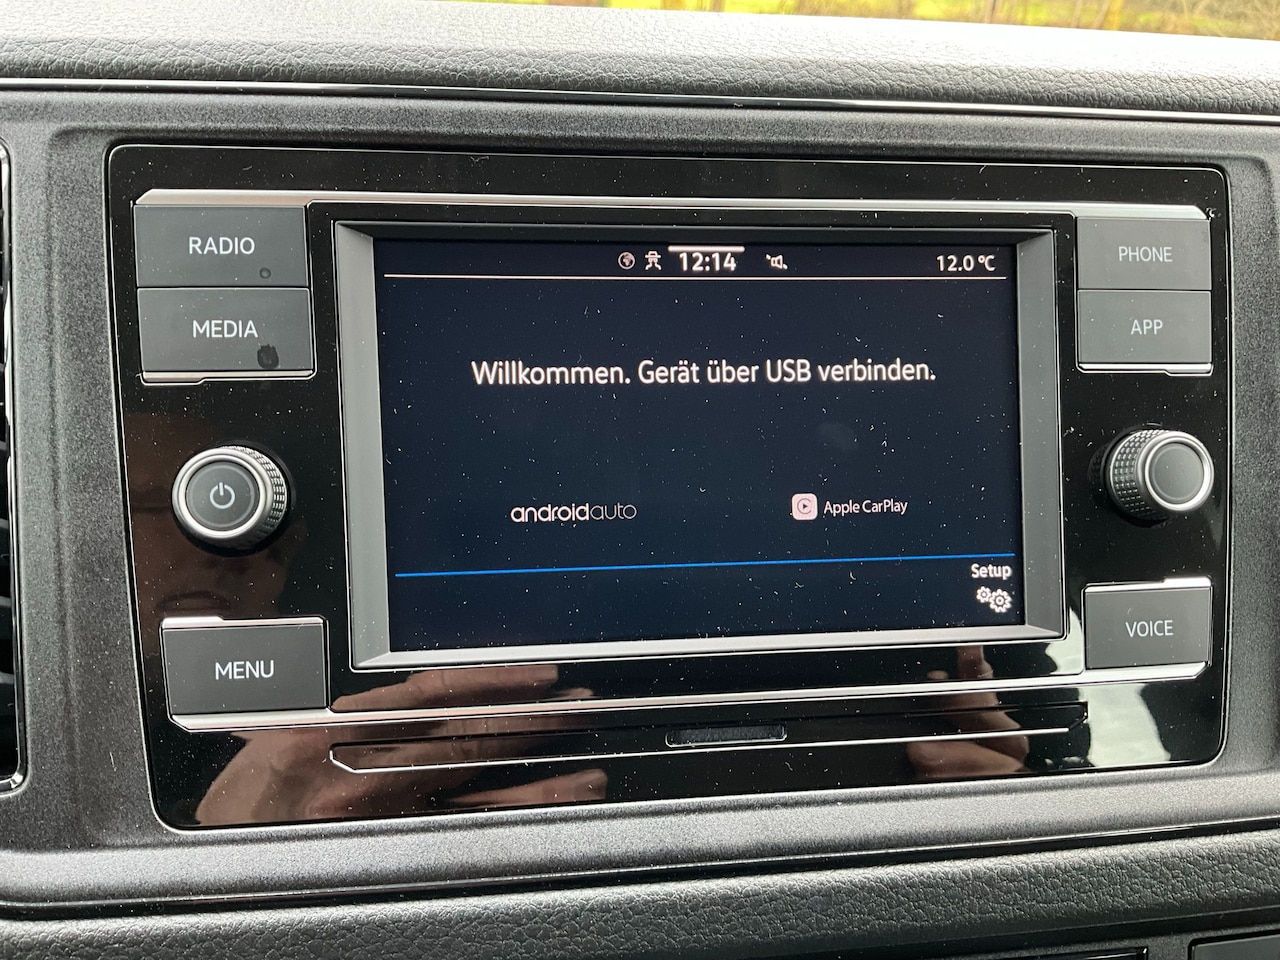 RADIO
MEDIA
MENU
12:14
12.0 °C
Willkommen. Gerät über USB verbinden.
androidauto
Apple CarPlay
Setup
PHONE
APP
VOICE